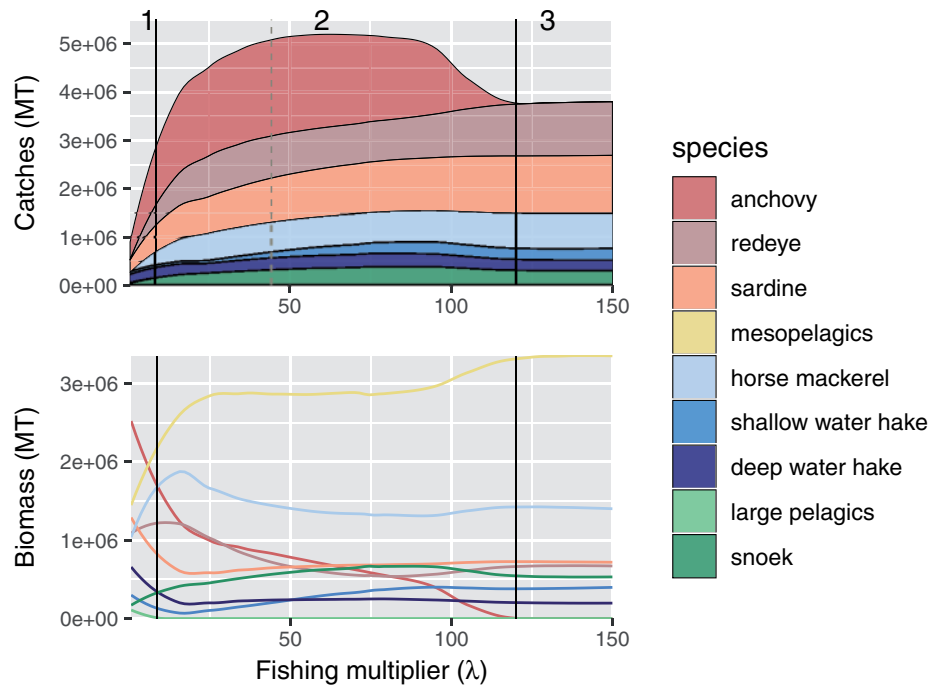 1 2 3
Catches (MT)
5e+06
4e+06
3e+06
2e+06
1e+06
0e+00
50 100 150
Biomass (MT)
3e+06
2e+06
1e+06
0e+00
50 100 150
Fishing multiplier (λ)
species
anchovy
redeye
sardine
mesopelagics
horse mackerel
shallow water hake
deep water hake
large pelagics
snoek